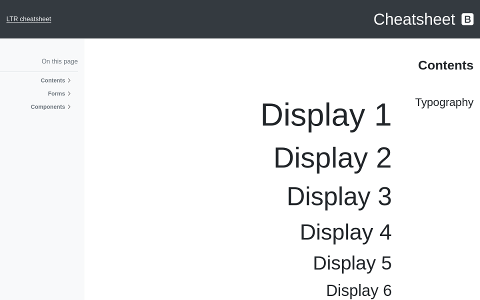 LTR cheatsheet
Cheatsheet B
On this page
Contents
Forms
Components
Contents
Typography
Display 1
Display 2
Display 3
Display 4
Display 5
Display 6